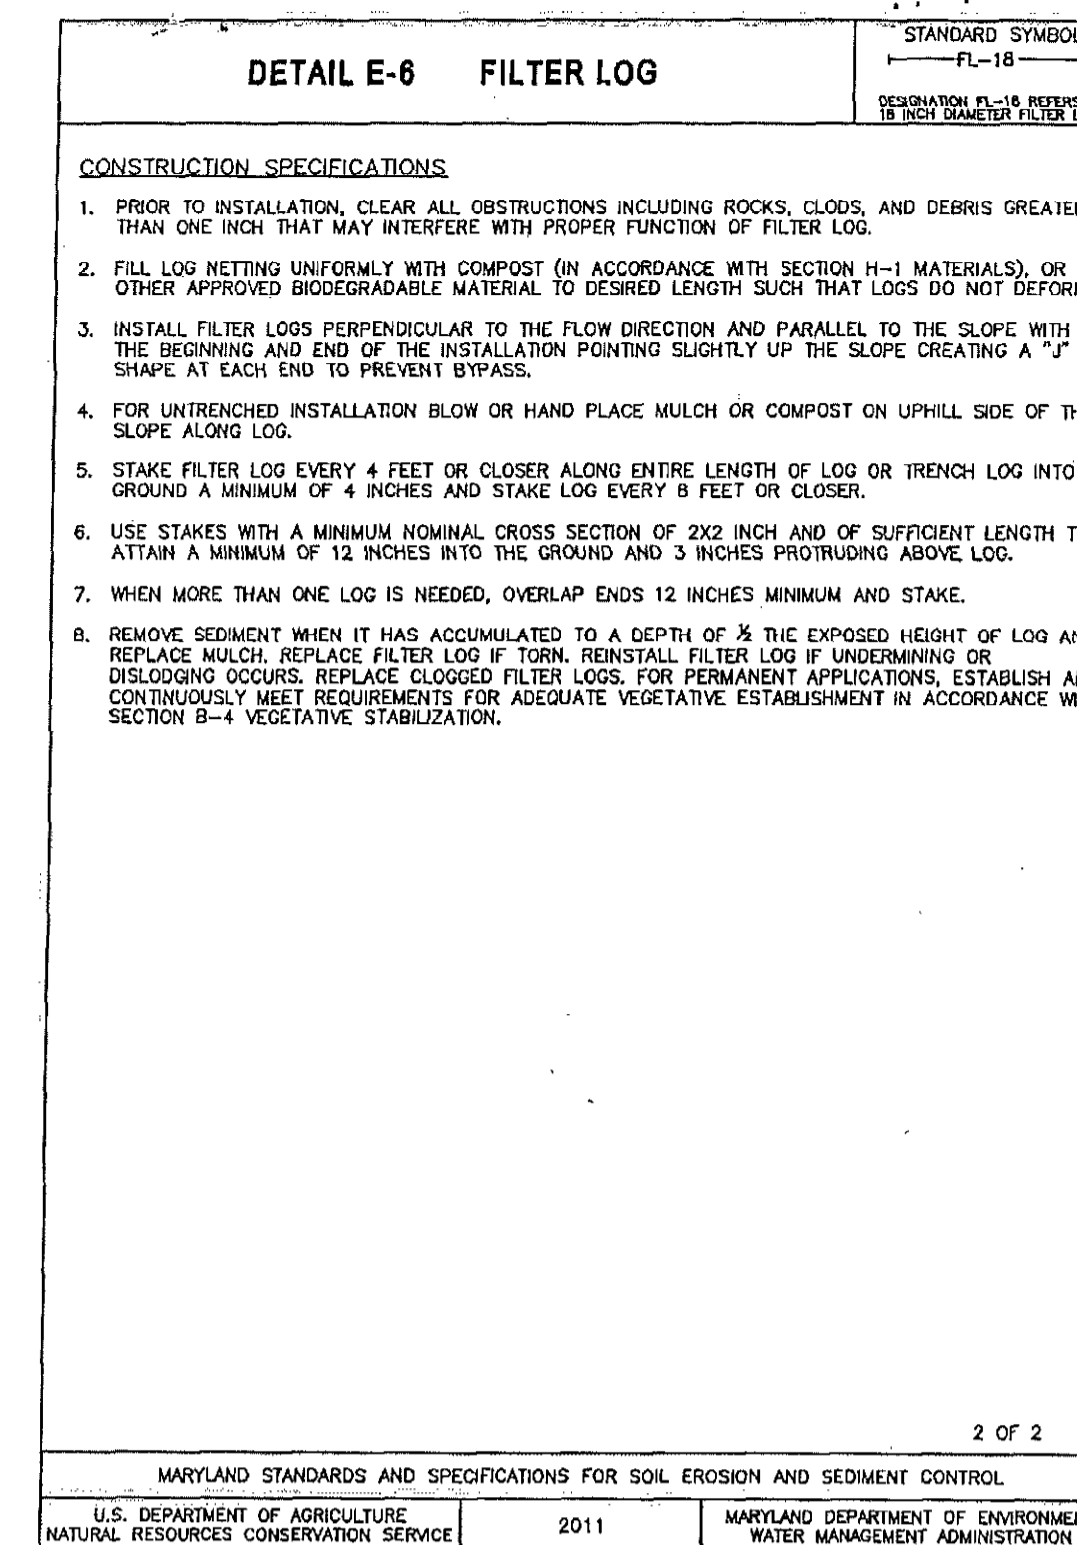 STANDARD SYMBOL
DETAIL E-6 FILTER LOG
FL-18
DESIGNATION FL-18 REFERS
18 INCH DIAMETER FILTER L
CONSTRUCTION SPECIFICATIONS
1. PRIOR TO INSTALLATION, CLEAR ALL OBSTRUCTIONS INCLUDING ROCKS, CLODS, AND DEBRIS GREATER
THAN ONE INCH THAT MAY INTERFERE WITH PROPER FUNCTION OF FILTER LOG.
2. FILL LOG NETTING UNIFORMLY WITH COMPOST (IN ACCORDANCE WITH SECTION H-1 MATERIALS), OR
OTHER APPROVED BIODEGRADABLE MATERIAL TO DESIRED LENGTH SUCH THAT LOGS DO NOT DEFORM
3. INSTALL FILTER LOGS PERPENDICULAR TO THE FLOW DIRECTION AND PARALLEL TO THE SLOPE WITH
THE BEGINNING AND END OF THE INSTALLATION POINTING SLIGHTLY UP THE SLOPE CREATING A "J"
SHAPE AT EACH END TO PREVENT BYPASS.
4. FOR UNTRENCHED INSTALLATION BLOW OR HAND PLACE MULCH OR COMPOST ON UPHILL SIDE OF TH
SLOPE ALONG LOG.
5. STAKE FILTER LOG EVERY 4 FEET OR CLOSER ALONG ENTIRE LENGTH OF LOG OR TRENCH LOG INTO
GROUND A MINIMUM OF 4 INCHES AND STAKE LOG EVERY 8 FEET OR CLOSER.
6. USE STAKES WITH A MINIMUM NOMINAL CROSS SECTION OF 2X2 INCH AND OF SUFFICIENT LENGTH T
ATTAIN A MINIMUM OF 12 INCHES INTO THE GROUND AND 3 INCHES PROTRUDING ABOVE LOG.
7. WHEN MORE THAN ONE LOG IS NEEDED, OVERLAP ENDS 12 INCHES MINIMUM AND STAKE.
8. REMOVE SEDIMENT WHEN IT HAS ACCUMULATED TO A DEPTH OF ½ THE EXPOSED HEIGHT OF LOG AN
REPLACE MULCH. REPLACE FILTER LOG IF TORN. REINSTALL FILTER LOG IF UNDERMINING OR
DISLODGING OCCURS. REPLACE CLOGGED FILTER LOGS. FOR PERMANENT APPLICATIONS, ESTABLISH A
CONTINUOUSLY MEET REQUIREMENTS FOR ADEQUATE VEGETATIVE ESTABLISHMENT IN ACCORDANCE WI
SECTION B-4 VEGETATIVE STABILIZATION.
2 OF 2
MARYLAND STANDARDS AND SPECIFICATIONS FOR SOIL EROSION AND SEDIMENT CONTROL
U.S. DEPARTMENT OF AGRICULTURE
NATURAL RESOURCES CONSERVATION SERVICE
2011
MARYLAND DEPARTMENT OF ENVIRONME
WATER MANAGEMENT ADMINISTRATION